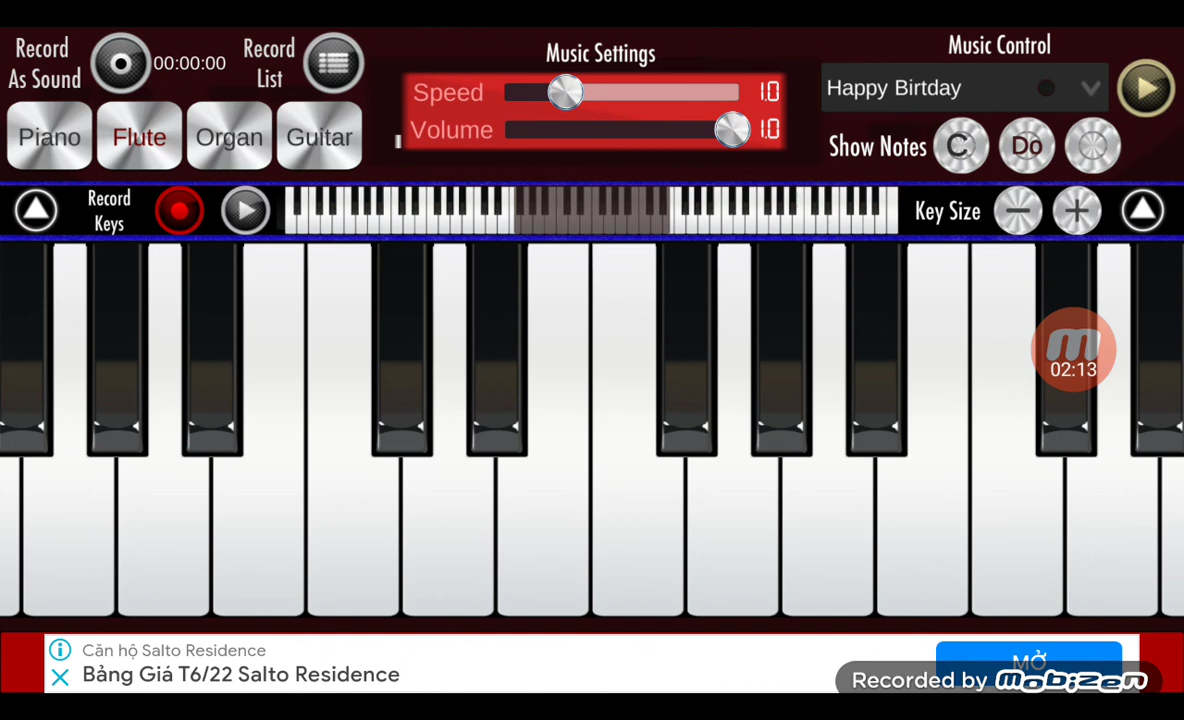 Record
As Sound
00:00:00
Record
List
Music Settings
Music Control
Speed
1.0
Volume
1.0
Happy Birtday
Piano
Flute
Organ
Guitar
Show Notes
C
Do
Record
Keys
Key Size
m
02:13
Căn hộ Salto Residence
Bảng Giá T6/22 Salto Residence
MỞ
Recorded by mobizen